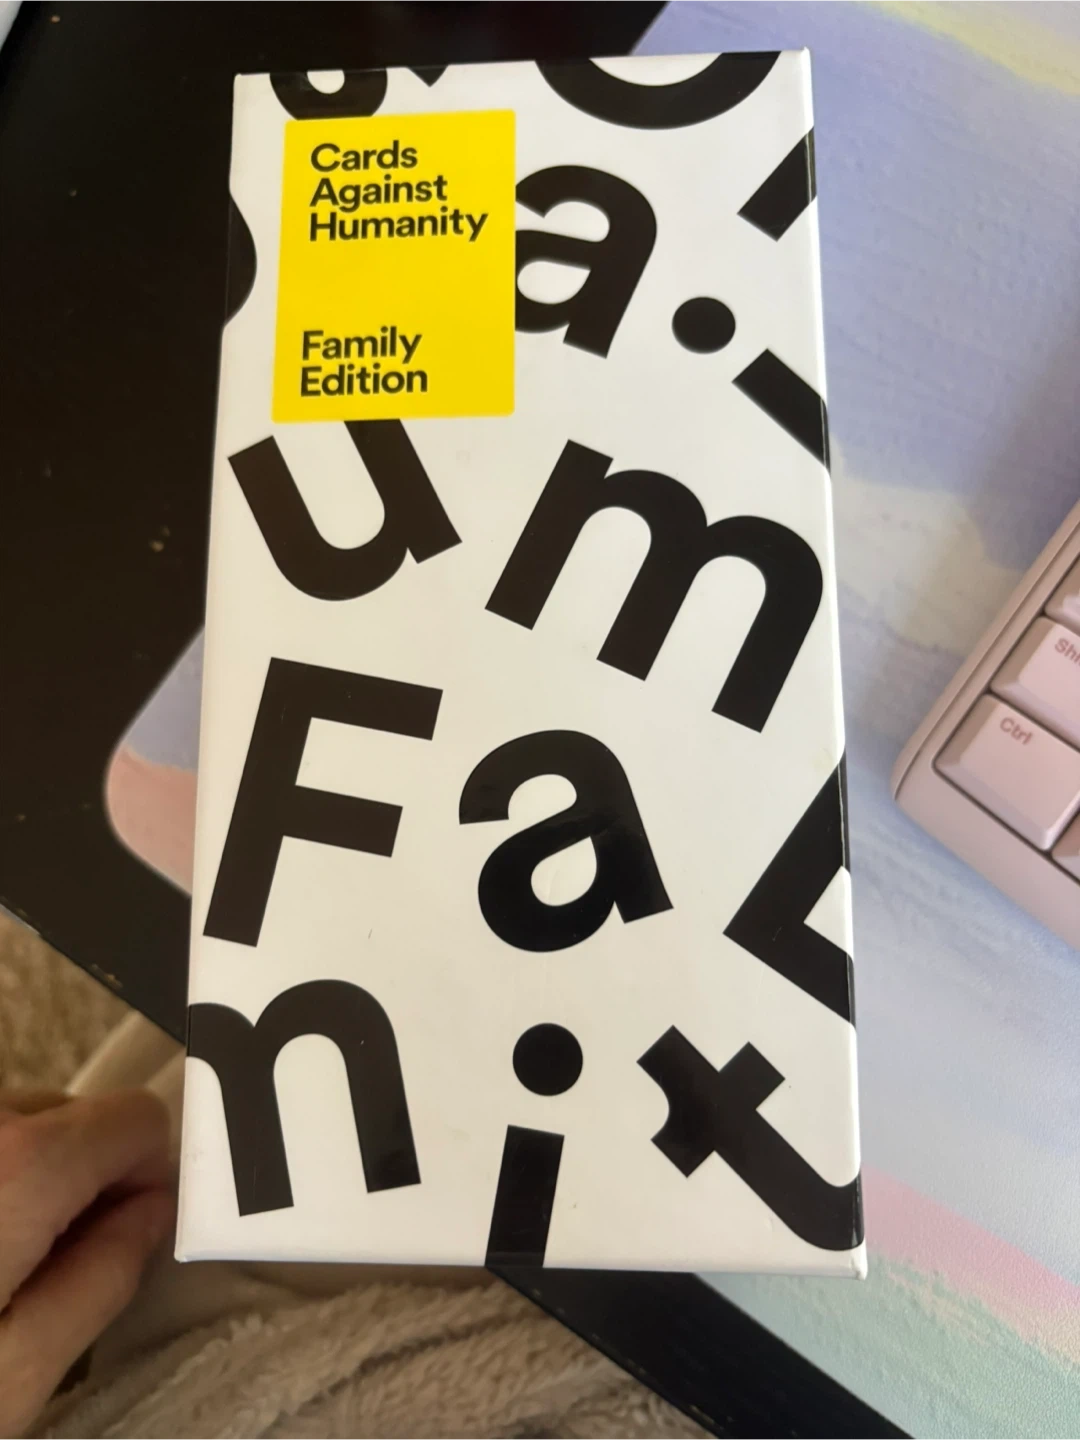 Cards
Against
Humanity
Family
Edition
a
u
m
F
a
n
i
t
Ctrl